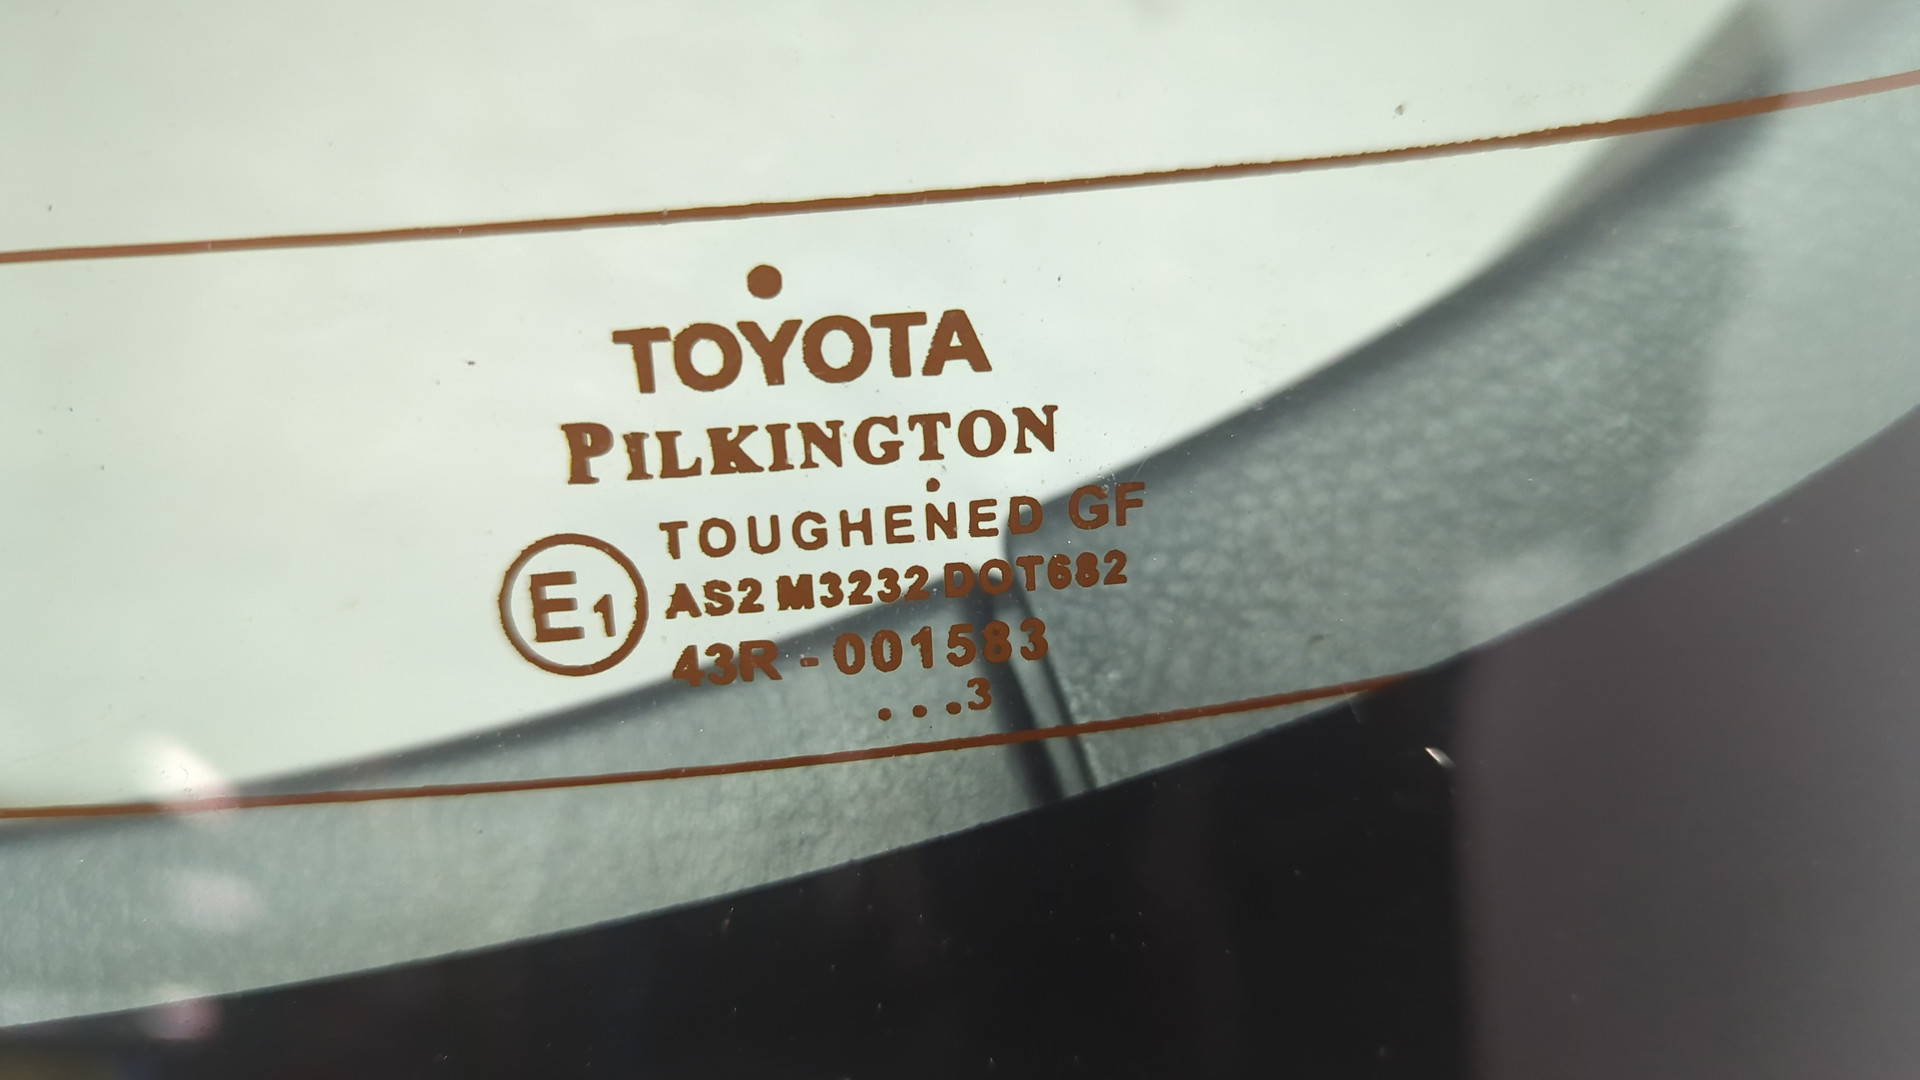 TOYOTA
PILKINGTON
TOUGHENED GF
E1
AS2 M3232 DOT682
43R - 001583
...3